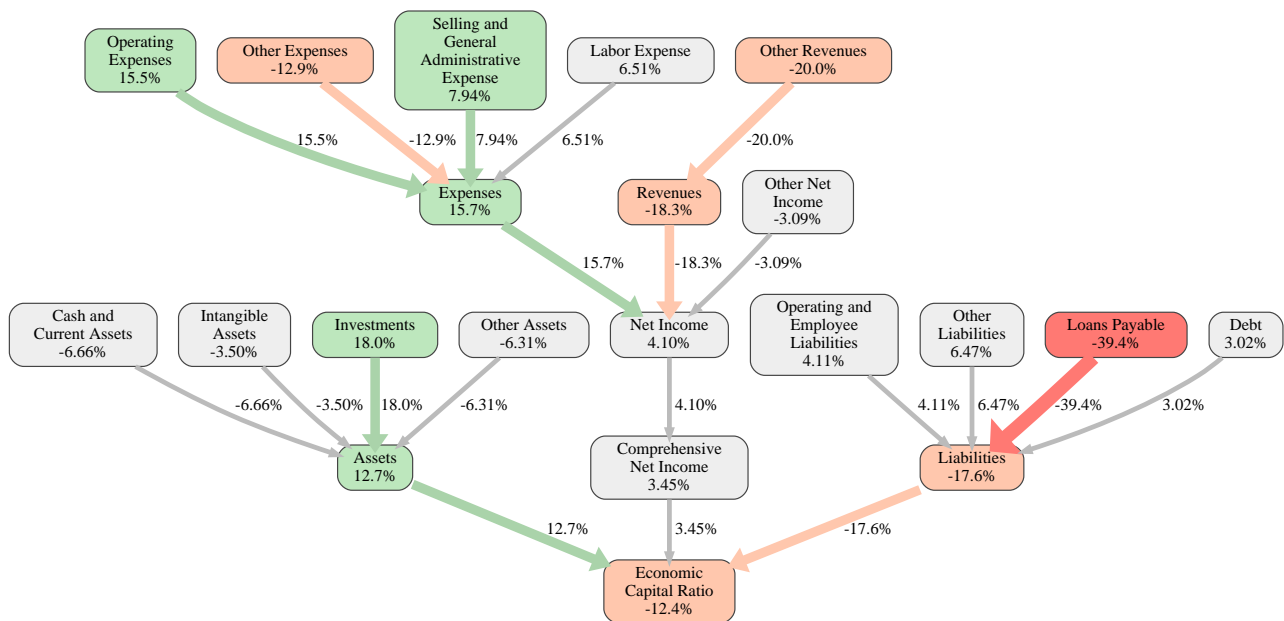 Operating
Expenses
15.5%
Other Expenses
-12.9%
Selling and
General
Administrative
Expense
7.94%
Labor Expense
6.51%
Other Revenues
-20.0%
15.5%
-12.9%
7.94%
6.51%
-20.0%
Expenses
15.7%
Revenues
-18.3%
Other Net
Income
-3.09%
15.7%
-18.3%
-3.09%
Cash and
Current Assets
-6.66%
Intangible
Assets
-3.50%
Investments
18.0%
Other Assets
-6.31%
Net Income
4.10%
Operating and
Employee
Liabilities
4.11%
Other
Liabilities
6.47%
Loans Payable
-39.4%
Debt
3.02%
-6.66%
-3.50%
18.0%
-6.31%
4.10%
4.11%
6.47%
-39.4%
3.02%
Assets
12.7%
Comprehensive
Net Income
3.45%
Liabilities
-17.6%
12.7%
3.45%
-17.6%
Economic
Capital Ratio
-12.4%